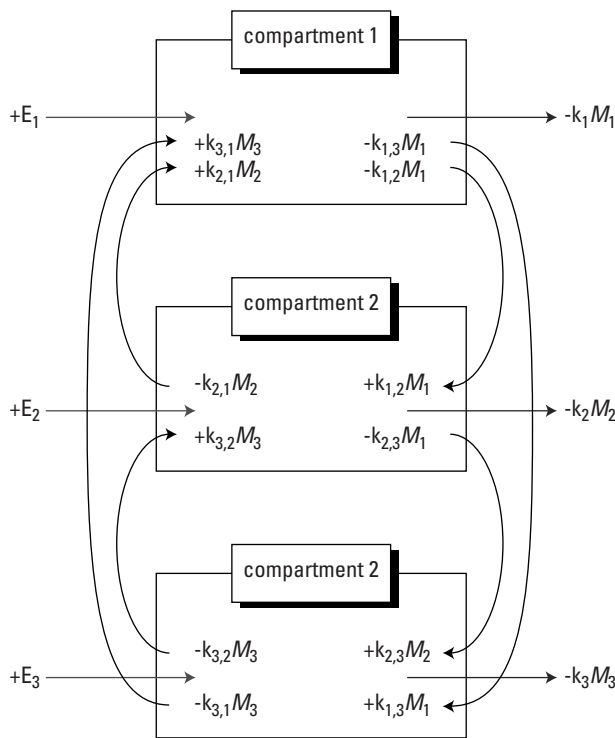 compartment 1
+E₁
-k₁M₁
+k₃,₁M₃
-k₁,₃M₁
+k₂,₁M₂
-k₁,₂M₁
compartment 2
-k₂,₁M₂
+k₁,₂M₁
+E₂
-k₂M₂
+k₃,₂M₃
-k₂,₃M₁
compartment 2
-k₃,₂M₃
+k₂,₃M₂
+E₃
-k₃M₃
-k₃,₁M₃
+k₁,₃M₁